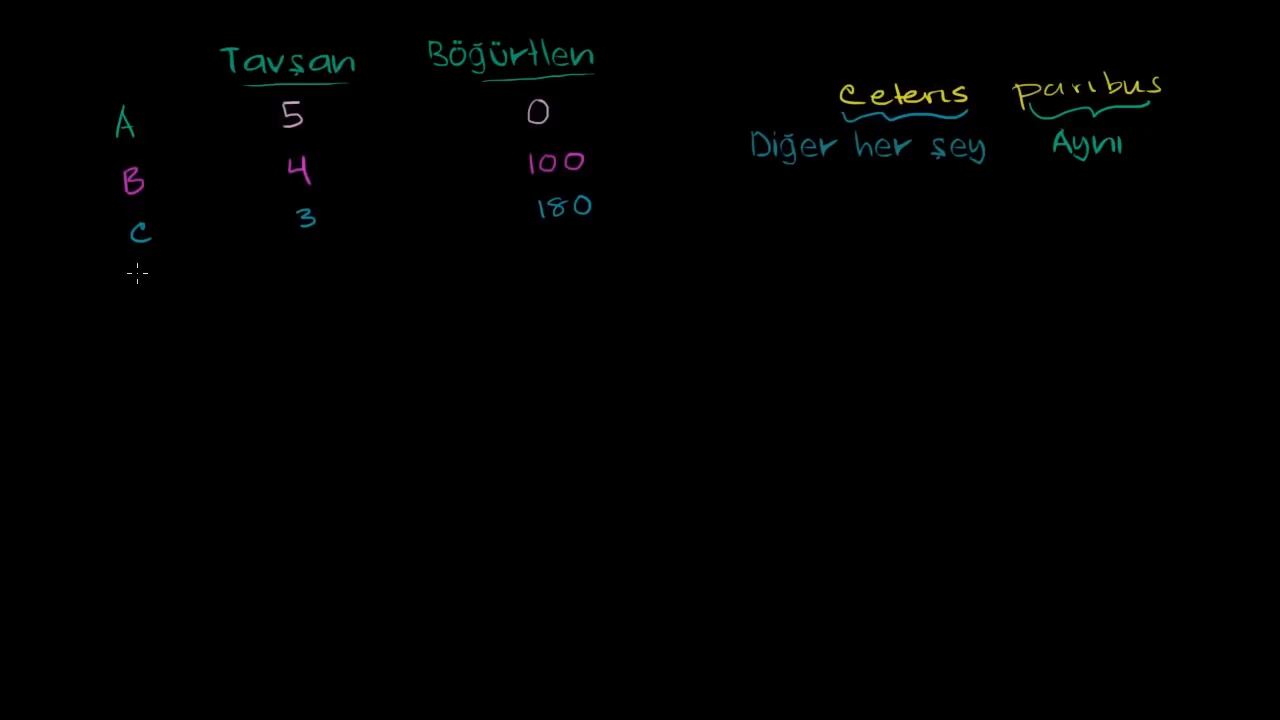 Tavşan Böğürtlen
A 5 0
B 4 100
C 3 180
Ceteris paribus
Diğer her şey Aynı